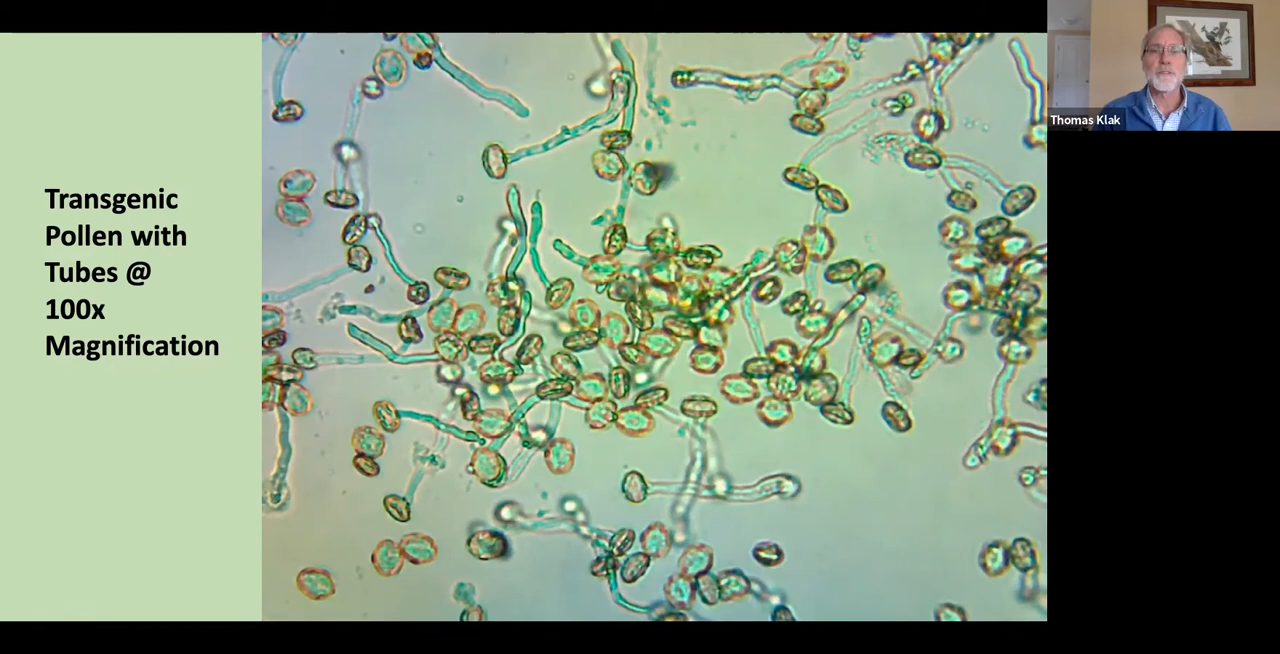 Transgenic
Pollen with
Tubes @
100x
Magnification
Thomas Klak